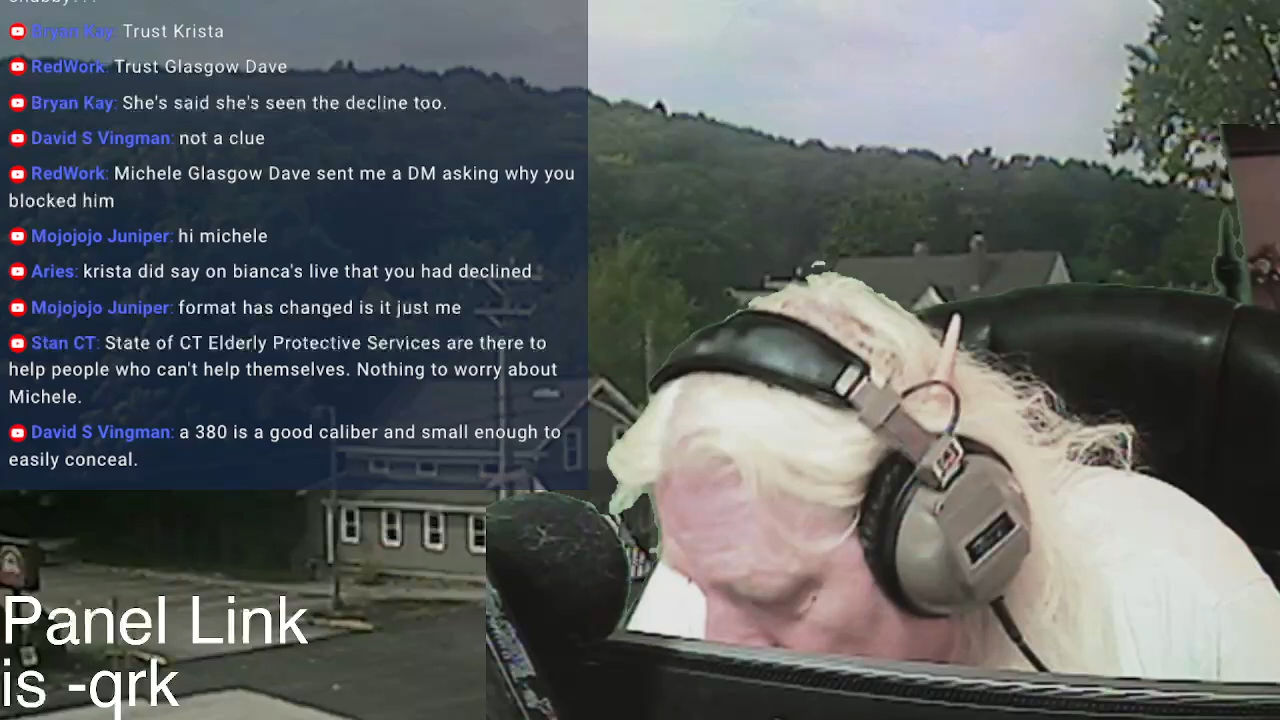 Bryan Kay: Trust Krista
RedWork: Trust Glasgow Dave
Bryan Kay: She's said she's seen the decline too.
David S Vingman: not a clue
RedWork: Michele Glasgow Dave sent me a DM asking why you
blocked him
Mojojojo Juniper: hi michele
Aries: krista did say on bianca's live that you had declined
Mojojojo Juniper: format has changed is it just me
Stan CT: State of CT Elderly Protective Services are there to
help people who can't help themselves. Nothing to worry about
Michele.
David S Vingman: a 380 is a good caliber and small enough to
easily conceal.
Panel Link
is -qrk